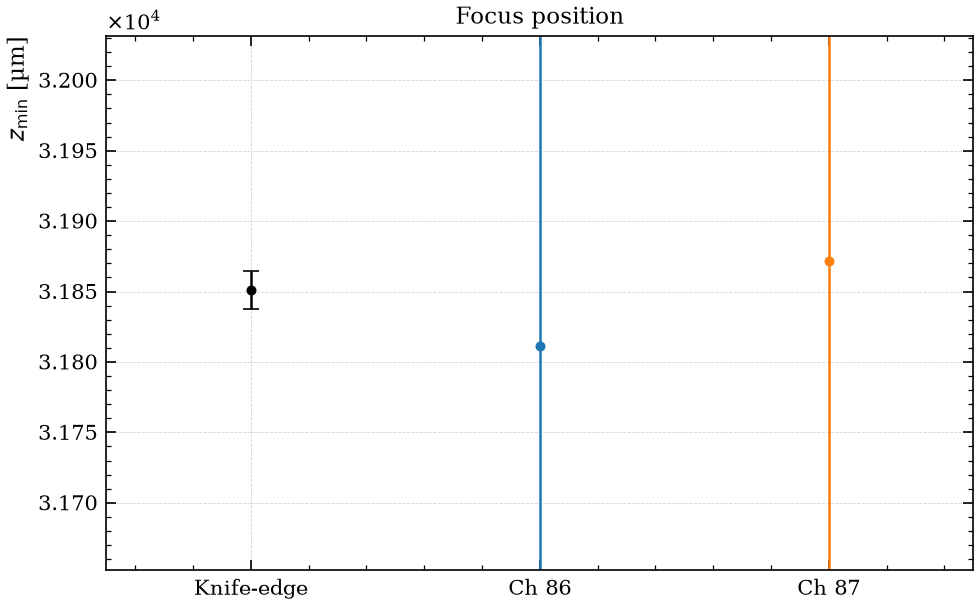 Focus position
×10⁴
z_min [µm]
3.200
3.195
3.190
3.185
3.180
3.175
3.170
Knife-edge
Ch 86
Ch 87